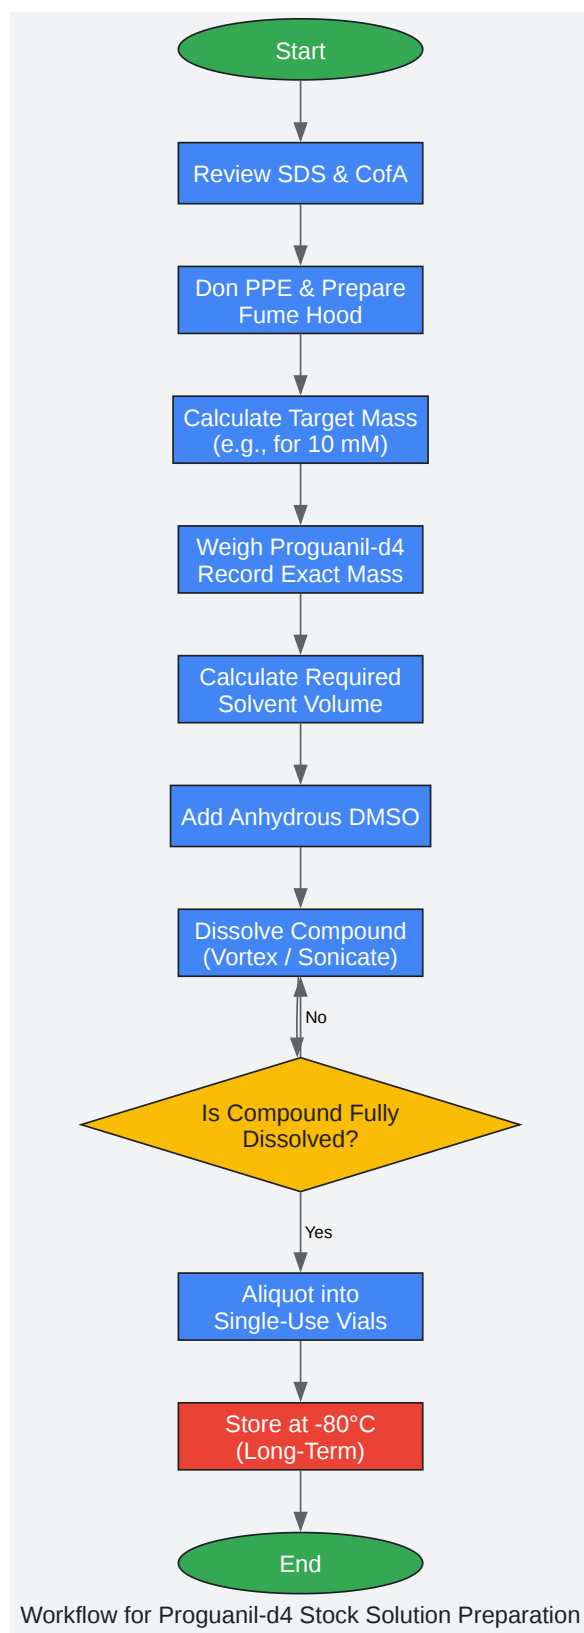 Start
Review SDS & CofA
Don PPE & Prepare
Fume Hood
Calculate Target Mass
(e.g., for 10 mM)
Weigh Proguanil-d4
Record Exact Mass
Calculate Required
Solvent Volume
Add Anhydrous DMSO
Dissolve Compound
(Vortex / Sonicate)
No
Is Compound Fully
Dissolved?
Yes
Aliquot into
Single-Use Vials
Store at -80°C
(Long-Term)
End
Workflow for Proguanil-d4 Stock Solution Preparation